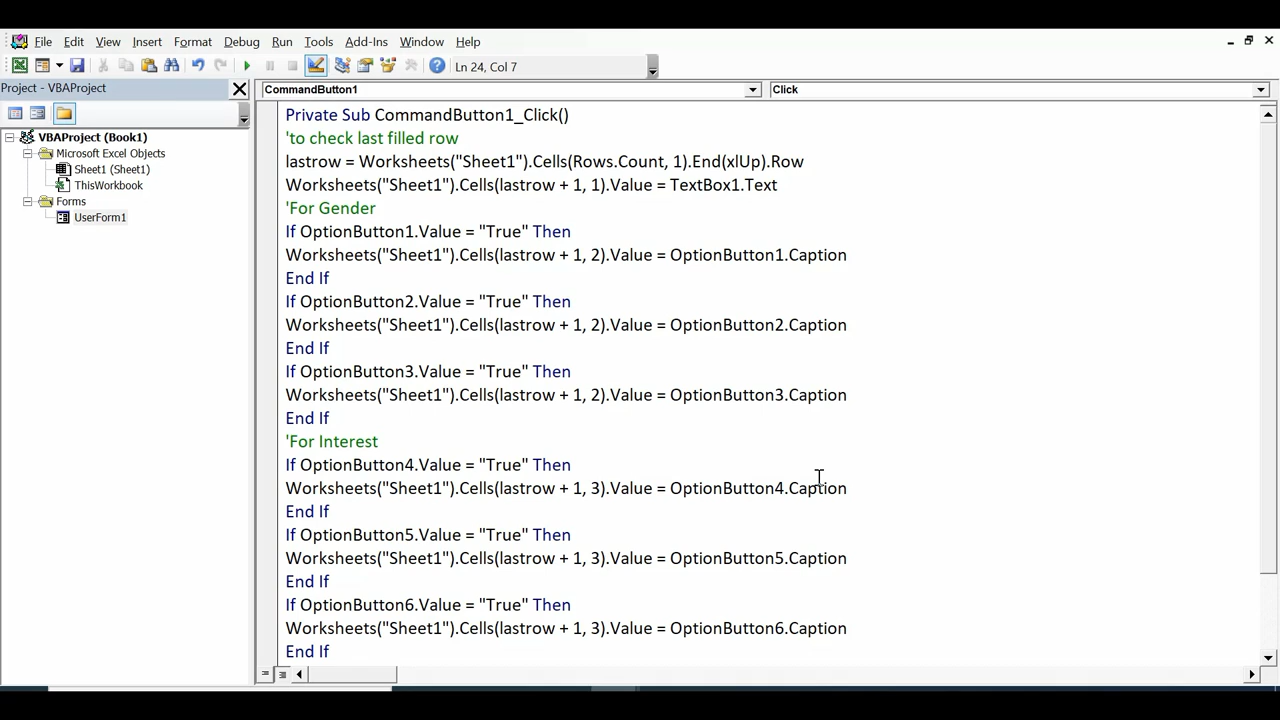 File Edit View Insert Format Debug Run Tools Add-Ins Window Help
Ln 24, Col 7
Project - VBAProject
CommandButton1
Click
VBAProject (Book1)
Microsoft Excel Objects
Sheet1 (Sheet1)
ThisWorkbook
Forms
UserForm1
Private Sub CommandButton1_Click()
'to check last filled row
lastrow = Worksheets("Sheet1").Cells(Rows.Count, 1).End(xlUp).Row
Worksheets("Sheet1").Cells(lastrow + 1, 1).Value = TextBox1.Text
'For Gender
If OptionButton1.Value = "True" Then
Worksheets("Sheet1").Cells(lastrow + 1, 2).Value = OptionButton1.Caption
End If
If OptionButton2.Value = "True" Then
Worksheets("Sheet1").Cells(lastrow + 1, 2).Value = OptionButton2.Caption
End If
If OptionButton3.Value = "True" Then
Worksheets("Sheet1").Cells(lastrow + 1, 2).Value = OptionButton3.Caption
End If
'For Interest
If OptionButton4.Value = "True" Then
Worksheets("Sheet1").Cells(lastrow + 1, 3).Value = OptionButton4.Caption
End If
If OptionButton5.Value = "True" Then
Worksheets("Sheet1").Cells(lastrow + 1, 3).Value = OptionButton5.Caption
End If
If OptionButton6.Value = "True" Then
Worksheets("Sheet1").Cells(lastrow + 1, 3).Value = OptionButton6.Caption
End If